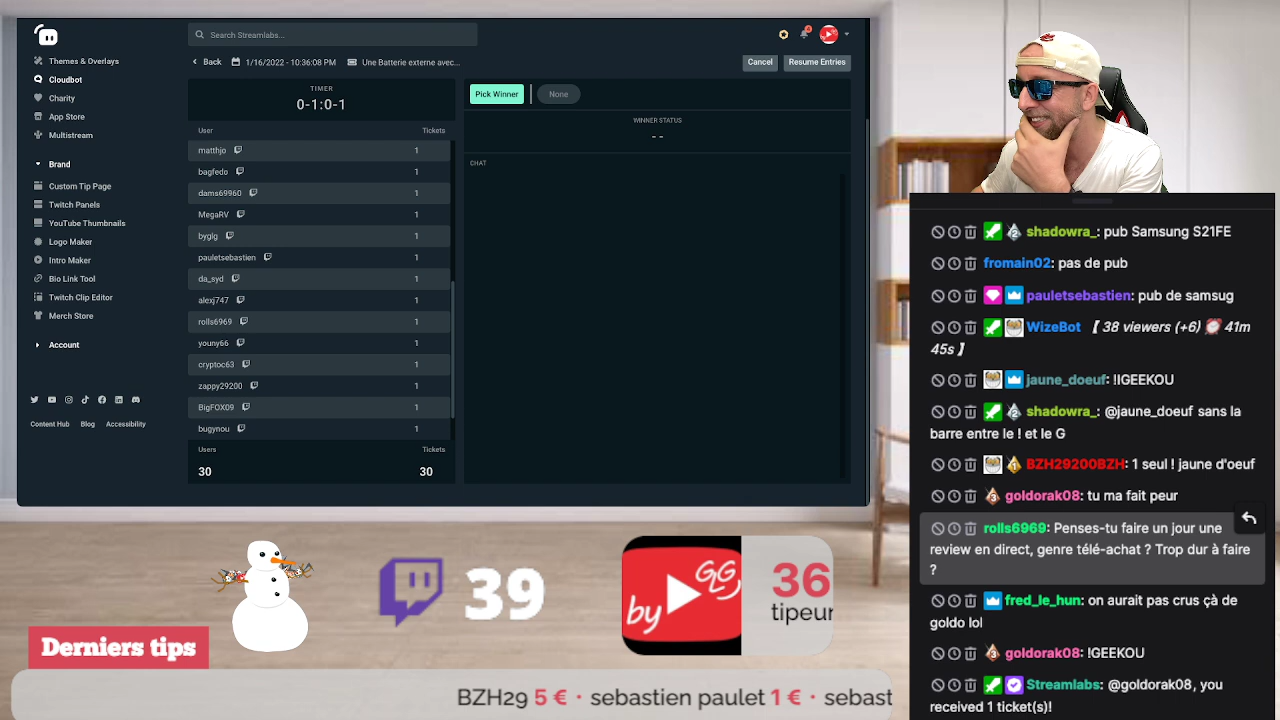 Search Streamlabs...
4
Themes & Overlays
Cloudbot
Charity
App Store
Multistream
Brand
Custom Tip Page
Twitch Panels
YouTube Thumbnails
Logo Maker
Intro Maker
Bio Link Tool
Twitch Clip Editor
Merch Store
Account
Content Hub Blog Accessibility
Back 1/16/2022 - 10:36:08 PM Une Batterie externe avec...
Cancel Resume Entries
TIMER
0-1:0-1
User Tickets
matthjo 1
bagfedo 1
dams69960 1
MegaRV 1
byglg 1
pauletsebastien 1
da_syd 1
alexj747 1
rolls6969 1
youny66 1
cryptoc63 1
zappy29200 1
BigFOX09 1
bugynou 1
Users Tickets
30 30
Pick Winner None
WINNER STATUS
--
CHAT
shadowra_: pub Samsung S21FE
fromain02: pas de pub
pauletsebastien: pub de samsug
WizeBot 【 38 viewers (+6) ⏰ 41m
45s 】
jaune_doeuf: !IGEEKOU
shadowra_: @jaune_doeuf sans la
barre entre le ! et le G
BZH29200BZH: 1 seul ! jaune d'oeuf
goldorak08: tu ma fait peur
rolls6969: Penses-tu faire un jour une
review en direct, genre télé-achat ? Trop dur à faire
?
fred_le_hun: on aurait pas crus çà de
goldo lol
goldorak08: !GEEKOU
Streamlabs: @goldorak08, you
received 1 ticket(s)!
39
by GLG
36
tipeur
Derniers tips
BZH29 5 € · sebastien paulet 1 € · sebast